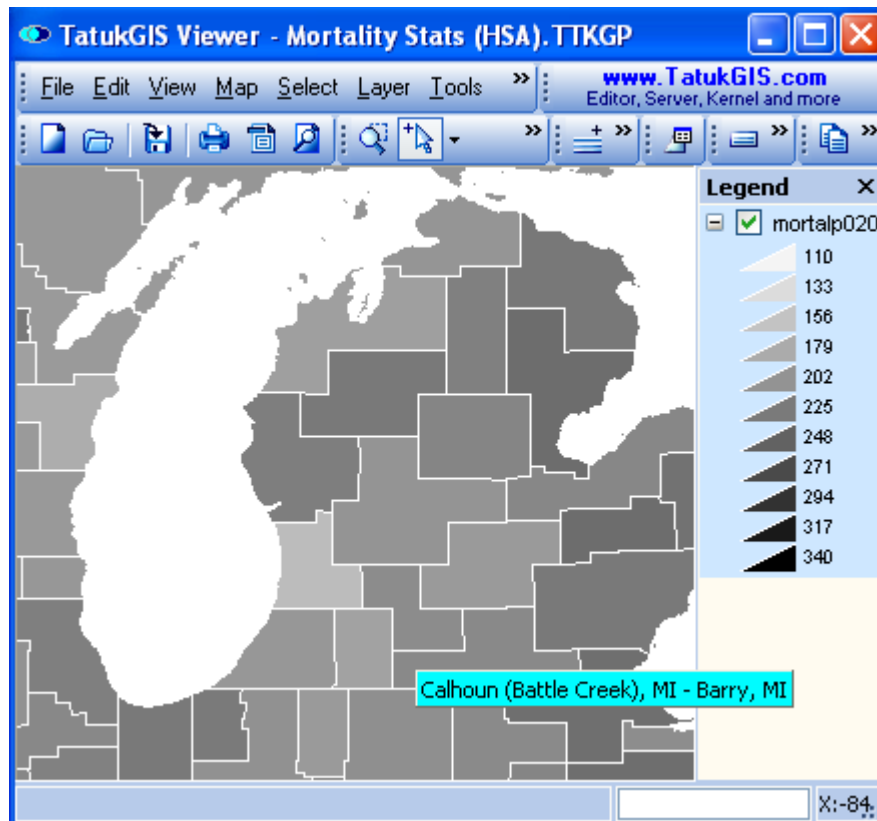 TatukGIS Viewer - Mortality Stats (HSA).TTKGP
File Edit View Map Select Layer Tools
www.TatukGIS.com
Editor, Server, Kernel and more
Legend
mortalp020
110
133
156
179
202
225
248
271
294
317
340
Calhoun (Battle Creek), MI - Barry, MI
X:-84